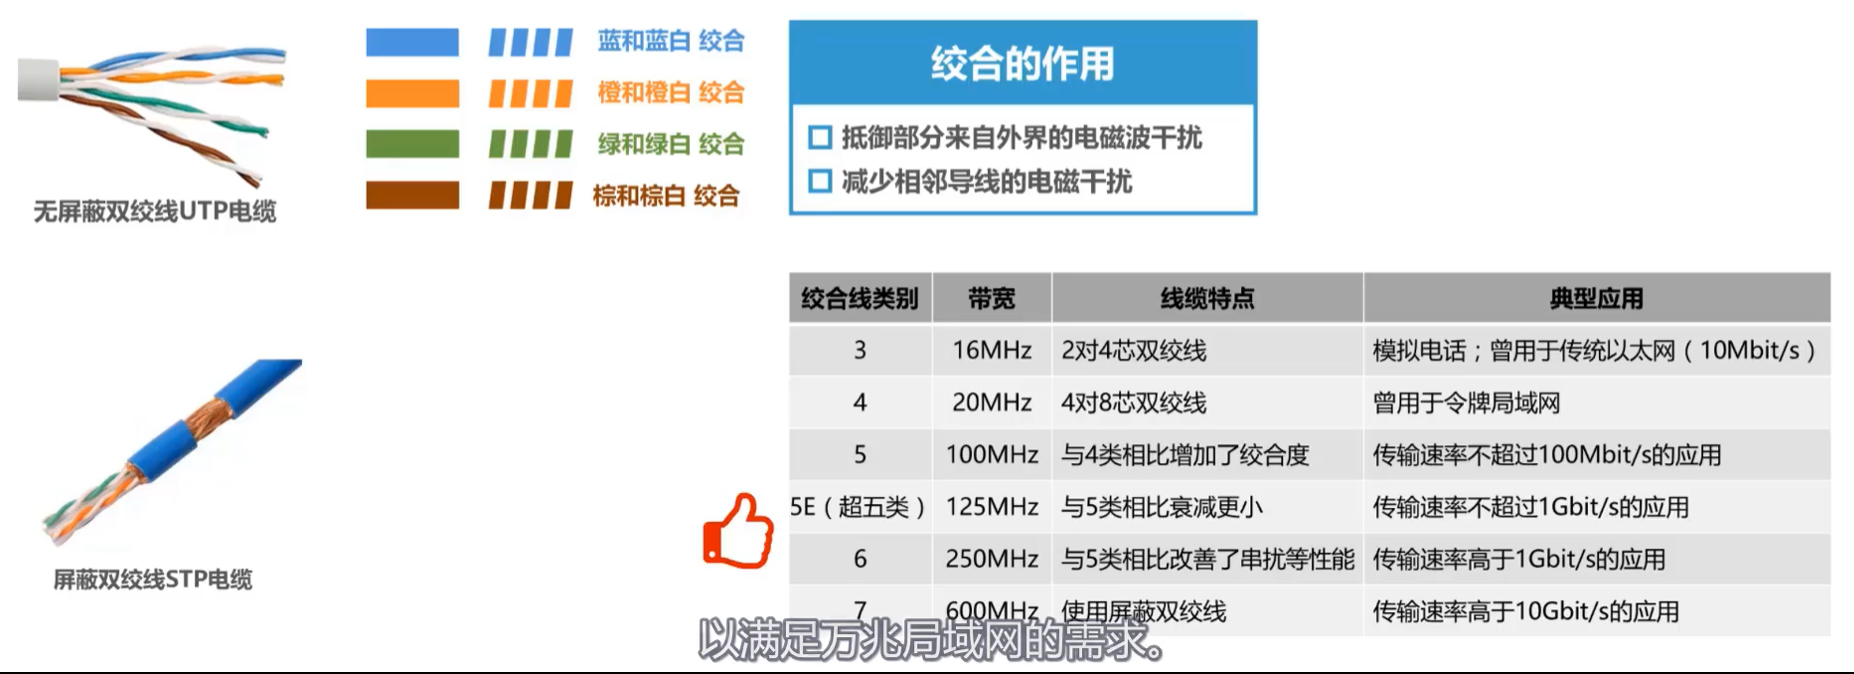 蓝和蓝白 绞合
橙和橙白 绞合
绿和绿白 绞合
棕和棕白 绞合
无屏蔽双绞线UTP电缆
绞合的作用
抵御部分来自外界的电磁波干扰
减少相邻导线的电磁干扰
屏蔽双绞线STP电缆
绞合线类别 带宽 线缆特点 典型应用
3 16MHz 2对4芯双绞线 模拟电话；曾用于传统以太网（10Mbit/s）
4 20MHz 4对8芯双绞线 曾用于令牌局域网
5 100MHz 与4类相比增加了绞合度 传输速率不超过100Mbit/s的应用
5E（超五类） 125MHz 与5类相比衰减更小 传输速率不超过1Gbit/s的应用
6 250MHz 与5类相比改善了串扰等性能 传输速率高于1Gbit/s的应用
7 600MHz 使用屏蔽双绞线 传输速率高于10Gbit/s的应用
以满足万兆局域网的需求。